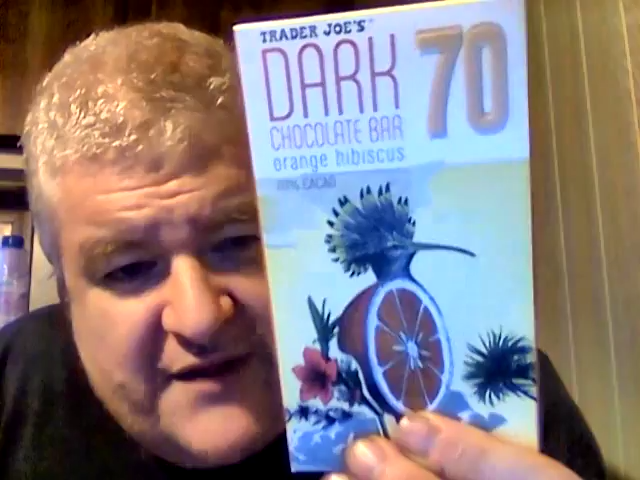 TRADER JOE'S
DARK 70
CHOCOLATE BAR
orange hibiscus
70% CACAO